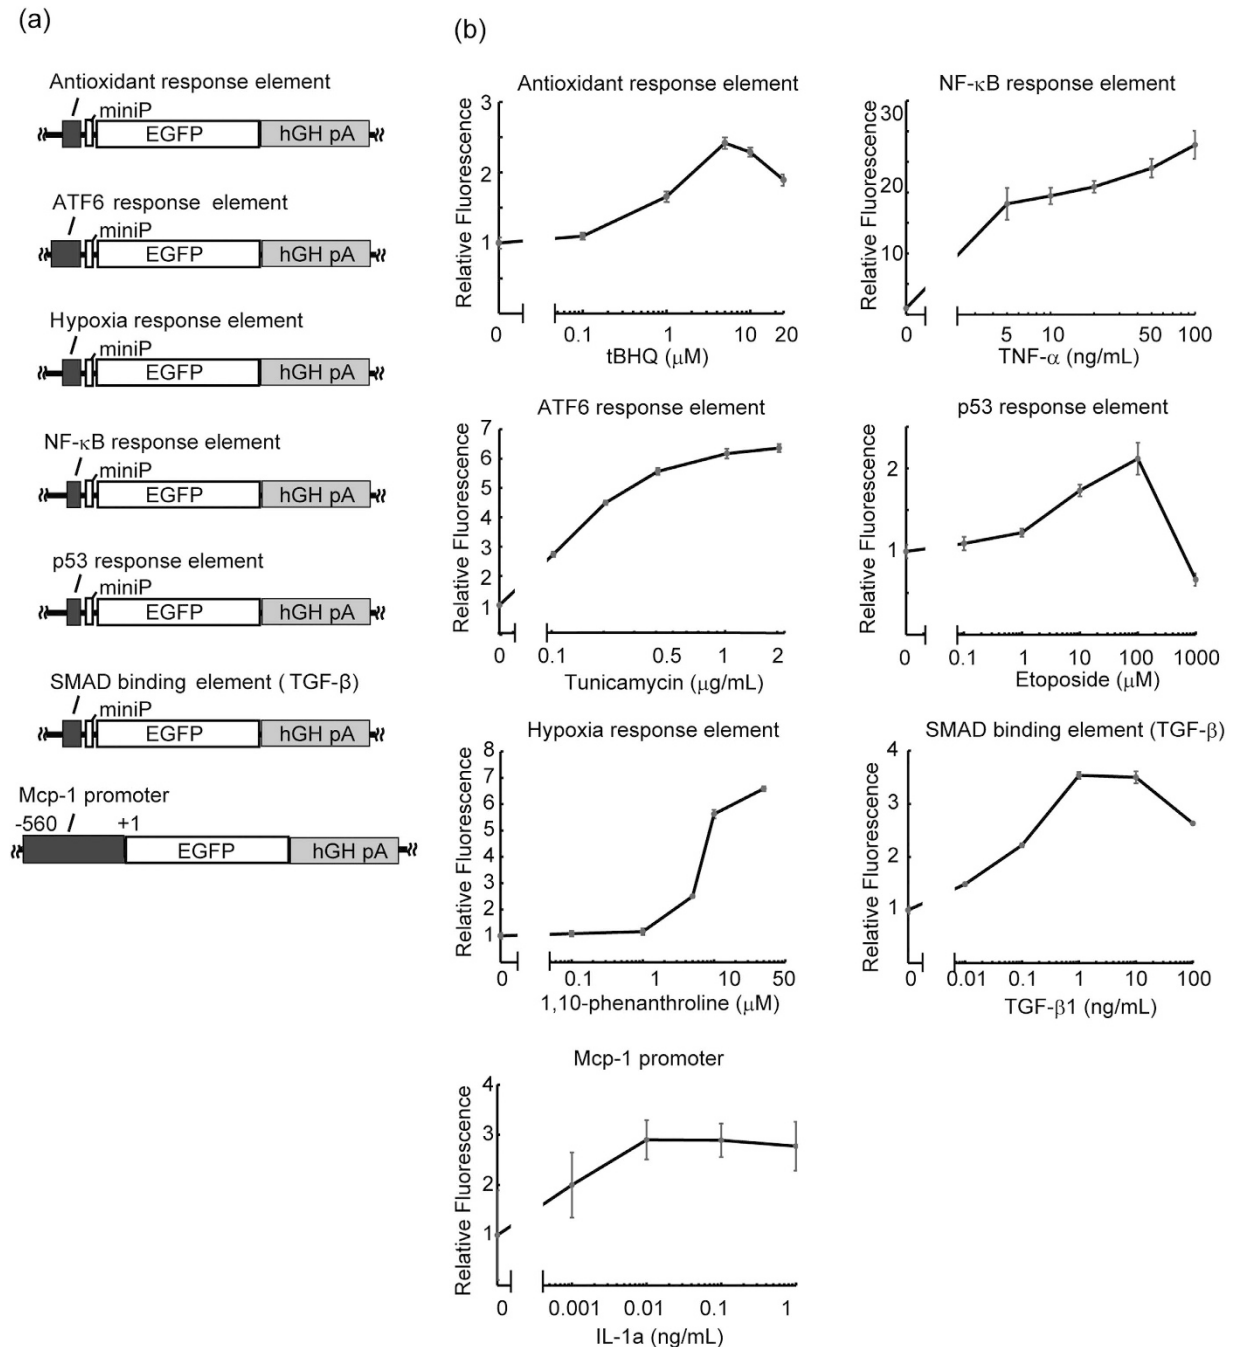 (a)
Antioxidant response element
miniP
EGFP hGH pA
ATF6 response element
miniP
EGFP hGH pA
Hypoxia response element
miniP
EGFP hGH pA
NF-κB response element
miniP
EGFP hGH pA
p53 response element
miniP
EGFP hGH pA
SMAD binding element (TGF-β)
miniP
EGFP hGH pA
Mcp-1 promoter
-560 +1
EGFP hGH pA
(b)
Antioxidant response element
Relative Fluorescence
3
2
1
0 0.1 1 10 20
tBHQ (μM)
NF-κB response element
Relative Fluorescence
30
20
10
0 5 10 50 100
TNF-α (ng/mL)
ATF6 response element
Relative Fluorescence
7
6
5
4
3
2
1
0 0.1 0.5 1 2
Tunicamycin (μg/mL)
p53 response element
Relative Fluorescence
2
1
0 0.1 1 10 100 1000
Etoposide (μM)
Hypoxia response element
Relative Fluorescence
8
7
6
5
4
3
2
1
0 0.1 1 10 50
1,10-phenanthroline (μM)
SMAD binding element (TGF-β)
Relative Fluorescence
4
3
2
1
0 0.01 0.1 1 10 100
TGF-β1 (ng/mL)
Mcp-1 promoter
Relative Fluorescence
4
3
2
1
0 0.001 0.01 0.1 1
IL-1a (ng/mL)